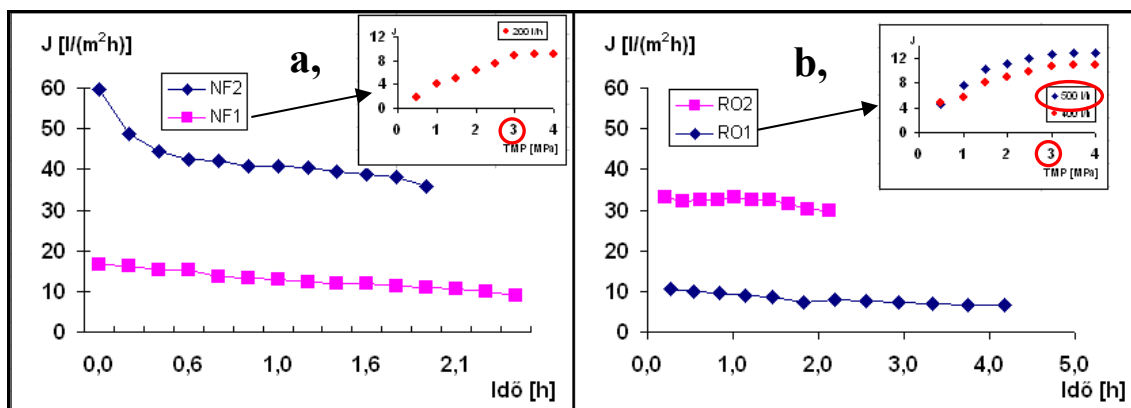 J [l/(m²h)]
a,
70
60
50
40
30
20
10
0
NF2
NF1
0,0
0,6
1,0
1,6
2,1
Idő [h]
J
200 l/h
12
8
4
0
0
1
2
3
4
TMP [MPa]
J [l/(m²h)]
b,
60
50
40
30
20
10
0
RO2
RO1
0,0
1,0
2,0
3,0
4,0
5,0
Idő [h]
J
12
8
4
0
500 l/h
400 l/h
0
1
2
3
4
TMP [MPa]